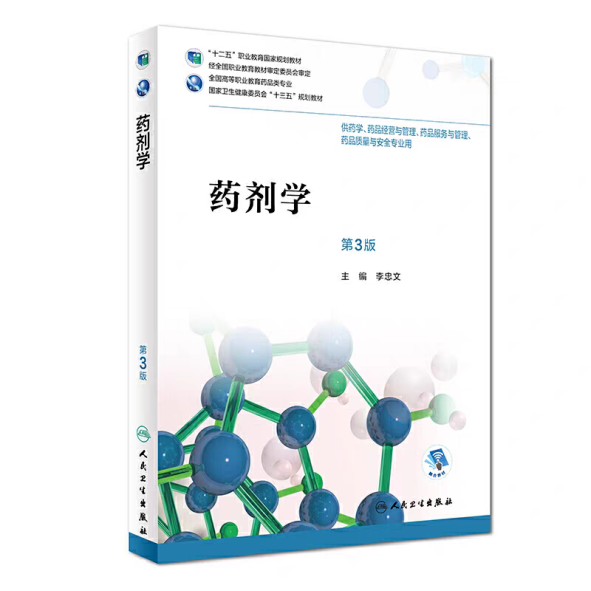 "十二五"职业教育国家规划教材
经全国职业教育教材审定委员会审定
全国高等职业教育药品类专业
国家卫生健康委员会"十三五"规划教材
供药学、药品经营与管理、药品服务与管理、
药品质量与安全专业用
药剂学
第3版
主 编 李忠文
融合教材
人民卫生出版社
药剂学
第3版
人民卫生出版社